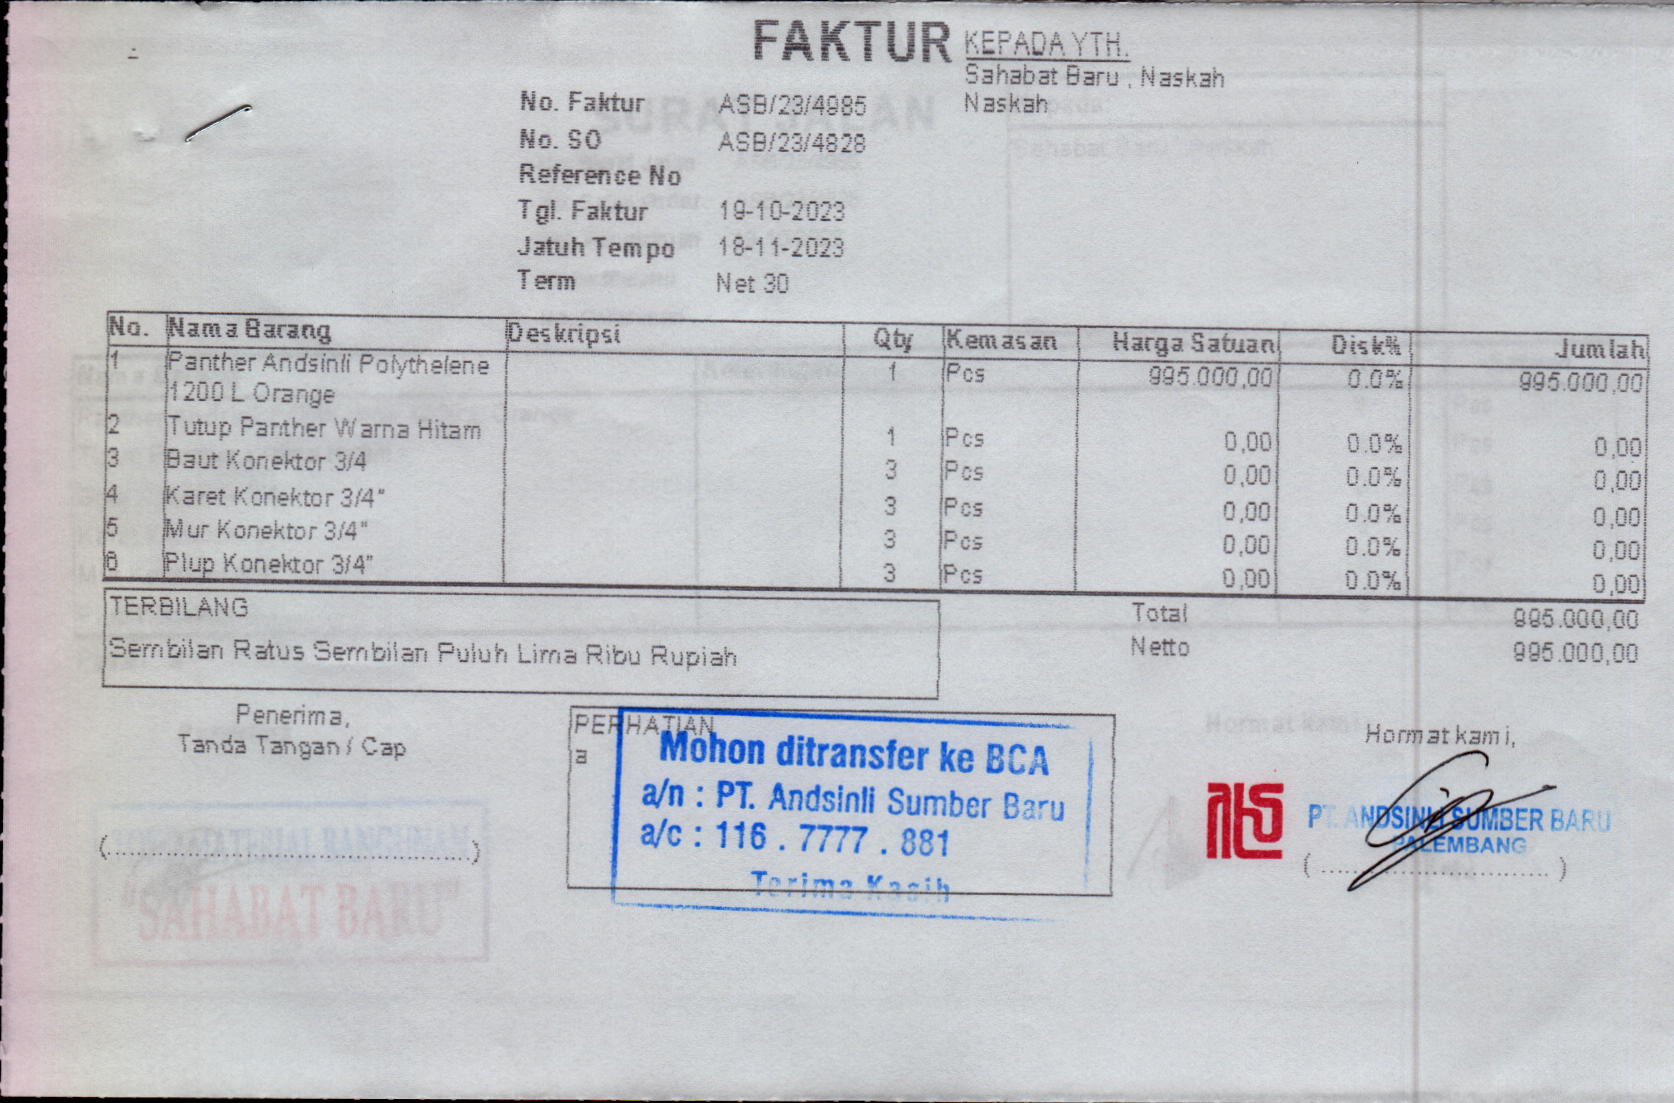 FAKTUR
KEPADA YTH.
Sahabat Baru , Naskah
Naskah
No. Faktur ASB/23/4985
No. SO ASB/23/4828
Reference No
Tgl. Faktur 19-10-2023
Jatuh Tempo 18-11-2023
Term Net 30
No. Nama Barang Deskripsi Qty Kemasan Harga Satuan Disk% Jumlah
1 Panther Andsinli Polythelene 1 Pcs 995.000,00 0.0% 995.000,00
1200 L Orange
2 Tutup Panther Warna Hitam 1 Pcs 0,00 0.0% 0,00
3 Baut Konektor 3/4 3 Pcs 0,00 0.0% 0,00
4 Karet Konektor 3/4" 3 Pcs 0,00 0.0% 0,00
5 Mur Konektor 3/4" 3 Pcs 0,00 0.0% 0,00
6 Plup Konektor 3/4" 3 Pcs 0,00 0.0% 0,00
TERBILANG
Sembilan Ratus Sembilan Puluh Lima Ribu Rupiah
Total 995.000,00
Netto 995.000,00
Penerima,
Tanda Tangan / Cap
(..........................................................)
"SAHABAT BARU"
PERHATIAN
a
Mohon ditransfer ke BCA
a/n : PT. Andsinli Sumber Baru
a/c : 116 . 7777 . 881
Terima Kasih
Hormat kami,
PT. ANDSINLI SUMBER BARU
PALEMBANG
(....................................)